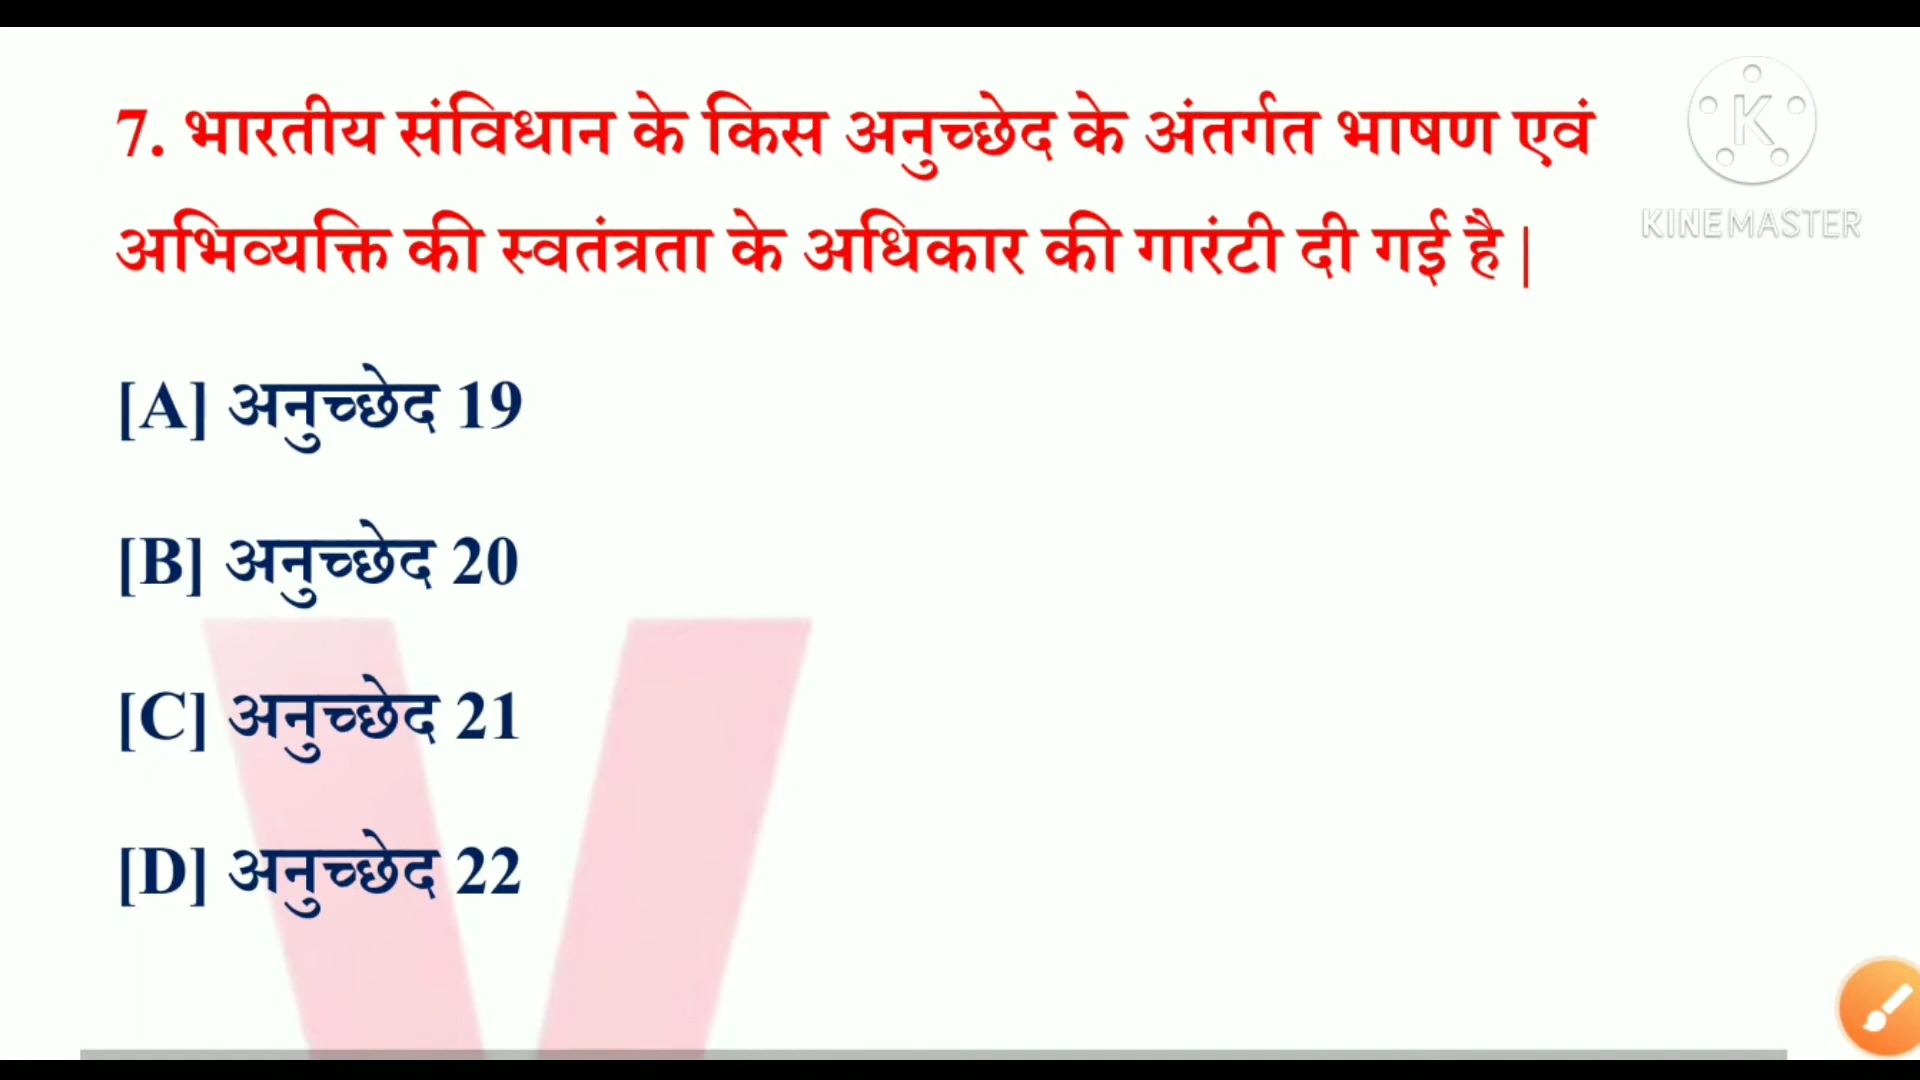 7. भारतीय संविधान के किस अनुच्छेद के अंतर्गत भाषण एवं
अभिव्यक्ति की स्वतंत्रता के अधिकार की गारंटी दी गई है |
K
KINEMASTER
[A] अनुच्छेद 19
[B] अनुच्छेद 20
[C] अनुच्छेद 21
[D] अनुच्छेद 22